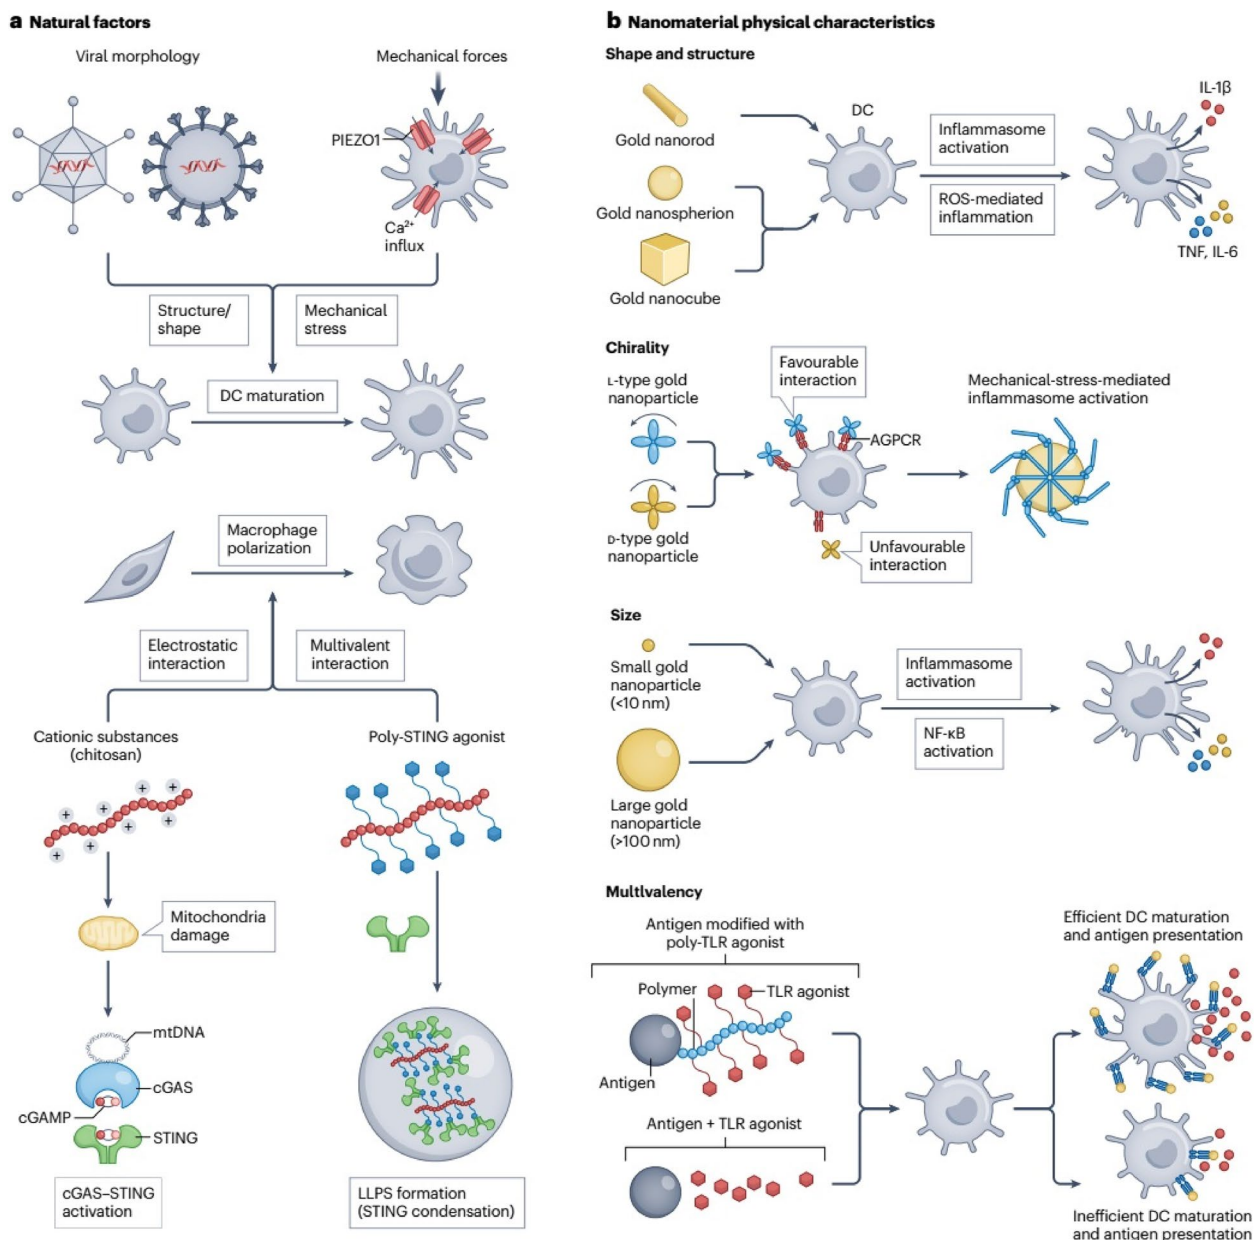 a Natural factors
Viral morphology
Mechanical forces
PIEZO1
Ca²⁺
influx
Structure/
shape
Mechanical
stress
DC maturation
Macrophage
polarization
Electrostatic
interaction
Multivalent
interaction
Cationic substances
(chitosan)
Poly-STING agonist
+ + + + + + + +
Mitochondria
damage
mtDNA
cGAS
cGAMP
STING
cGAS–STING
activation
LLPS formation
(STING condensation)
b Nanomaterial physical characteristics
Shape and structure
Gold nanorod
Gold nanospherion
Gold nanocube
DC
Inflammasome
activation
ROS-mediated
inflammation
IL-1β
TNF, IL-6
Chirality
L-type gold
nanoparticle
D-type gold
nanoparticle
Favourable
interaction
AGPCR
Unfavourable
interaction
Mechanical-stress-mediated
inflammasome activation
Size
Small gold
nanoparticle
(<10 nm)
Large gold
nanoparticle
(>100 nm)
Inflammasome
activation
NF-κB
activation
Multivalency
Antigen modified with
poly-TLR agonist
Polymer
TLR agonist
Antigen
Antigen + TLR agonist
Efficient DC maturation
and antigen presentation
Inefficient DC maturation
and antigen presentation